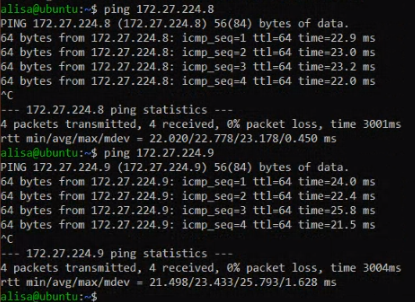 alisa@ubuntu:~$ ping 172.27.224.8
PING 172.27.224.8 (172.27.224.8) 56(84) bytes of data.
64 bytes from 172.27.224.8: icmp_seq=1 ttl=64 time=22.9 ms
64 bytes from 172.27.224.8: icmp_seq=2 ttl=64 time=23.0 ms
64 bytes from 172.27.224.8: icmp_seq=3 ttl=64 time=23.2 ms
64 bytes from 172.27.224.8: icmp_seq=4 ttl=64 time=22.0 ms
^C
--- 172.27.224.8 ping statistics ---
4 packets transmitted, 4 received, 0% packet loss, time 3001ms
rtt min/avg/max/mdev = 22.020/22.778/23.178/0.450 ms
alisa@ubuntu:~$ ping 172.27.224.9
PING 172.27.224.9 (172.27.224.9) 56(84) bytes of data.
64 bytes from 172.27.224.9: icmp_seq=1 ttl=64 time=24.0 ms
64 bytes from 172.27.224.9: icmp_seq=2 ttl=64 time=22.4 ms
64 bytes from 172.27.224.9: icmp_seq=3 ttl=64 time=25.8 ms
64 bytes from 172.27.224.9: icmp_seq=4 ttl=64 time=21.5 ms
^C
--- 172.27.224.9 ping statistics ---
4 packets transmitted, 4 received, 0% packet loss, time 3004ms
rtt min/avg/max/mdev = 21.498/23.433/25.793/1.628 ms
alisa@ubuntu:~$